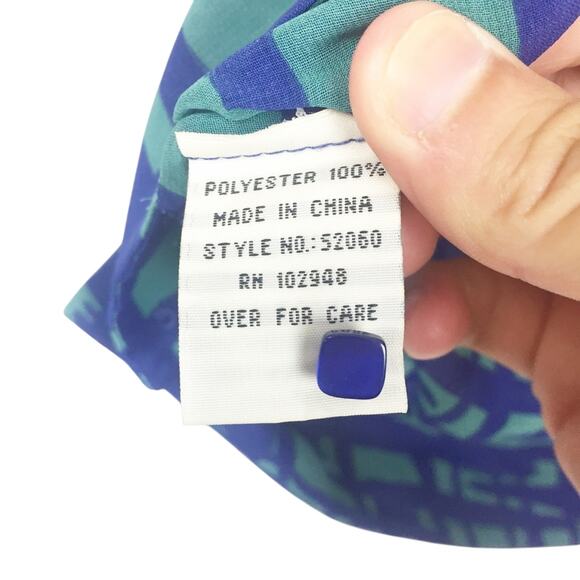 POLYESTER 100%
MADE IN CHINA
STYLE NO.:52060
RN 102948
OVER FOR CARE